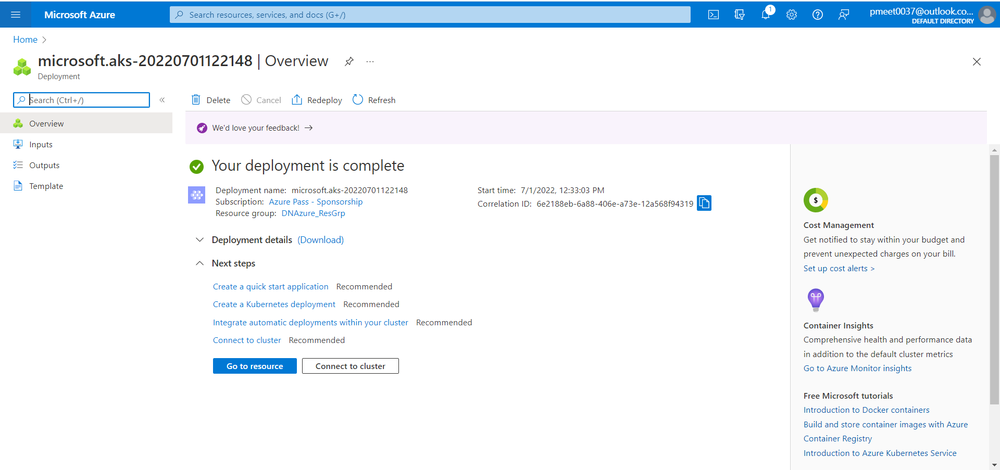 Microsoft Azure
Search resources, services, and docs (G+/)
1
pmeet0037@outlook.co...
DEFAULT DIRECTORY
Home
microsoft.aks-20220701122148 | Overview
Deployment
Search (Ctrl+/)
Delete
Cancel
Redeploy
Refresh
Overview
Inputs
Outputs
Template
We'd love your feedback!
Your deployment is complete
Deployment name: microsoft.aks-20220701122148
Subscription: Azure Pass - Sponsorship
Resource group: DNAzure_ResGrp
Start time: 7/1/2022, 12:33:03 PM
Correlation ID: 6e2188eb-6a88-406e-a73e-12a568f94319
Deployment details (Download)
Next steps
Create a quick start application Recommended
Create a Kubernetes deployment Recommended
Integrate automatic deployments within your cluster Recommended
Connect to cluster Recommended
Go to resource
Connect to cluster
$
Cost Management
Get notified to stay within your budget and
prevent unexpected charges on your bill.
Set up cost alerts >
Container Insights
Comprehensive health and performance data
in addition to the default cluster metrics
Go to Azure Monitor insights
Free Microsoft tutorials
Introduction to Docker containers
Build and store container images with Azure
Container Registry
Introduction to Azure Kubernetes Service